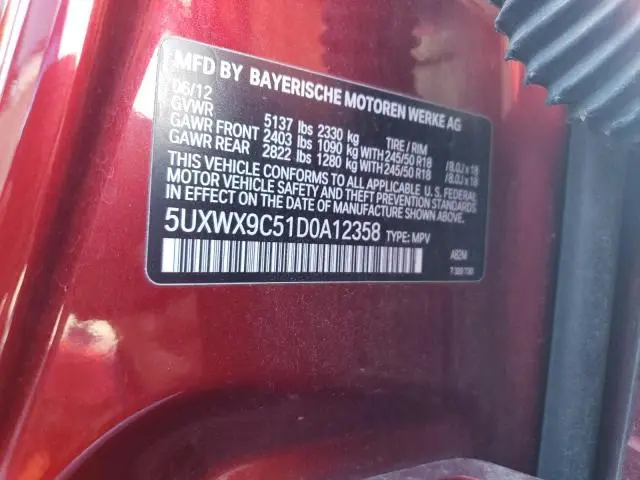 MFD BY BAYERISCHE MOTOREN WERKE AG
06/12
GVWR 5137 lbs 2330 kg TIRE / RIM
GAWR FRONT 2403 lbs 1090 kg WITH 245/50 R18 /8.0J x 18
GAWR REAR 2822 lbs 1280 kg WITH 245/50 R18 /8.0J x 18
THIS VEHICLE CONFORMS TO ALL APPLICABLE U.S. FEDERAL
MOTOR VEHICLE SAFETY AND THEFT PREVENTION STANDARDS
IN EFFECT ON THE DATE OF MANUFACTURE SHOWN ABOVE.
5UXWX9C51D0A12358 TYPE: MPV